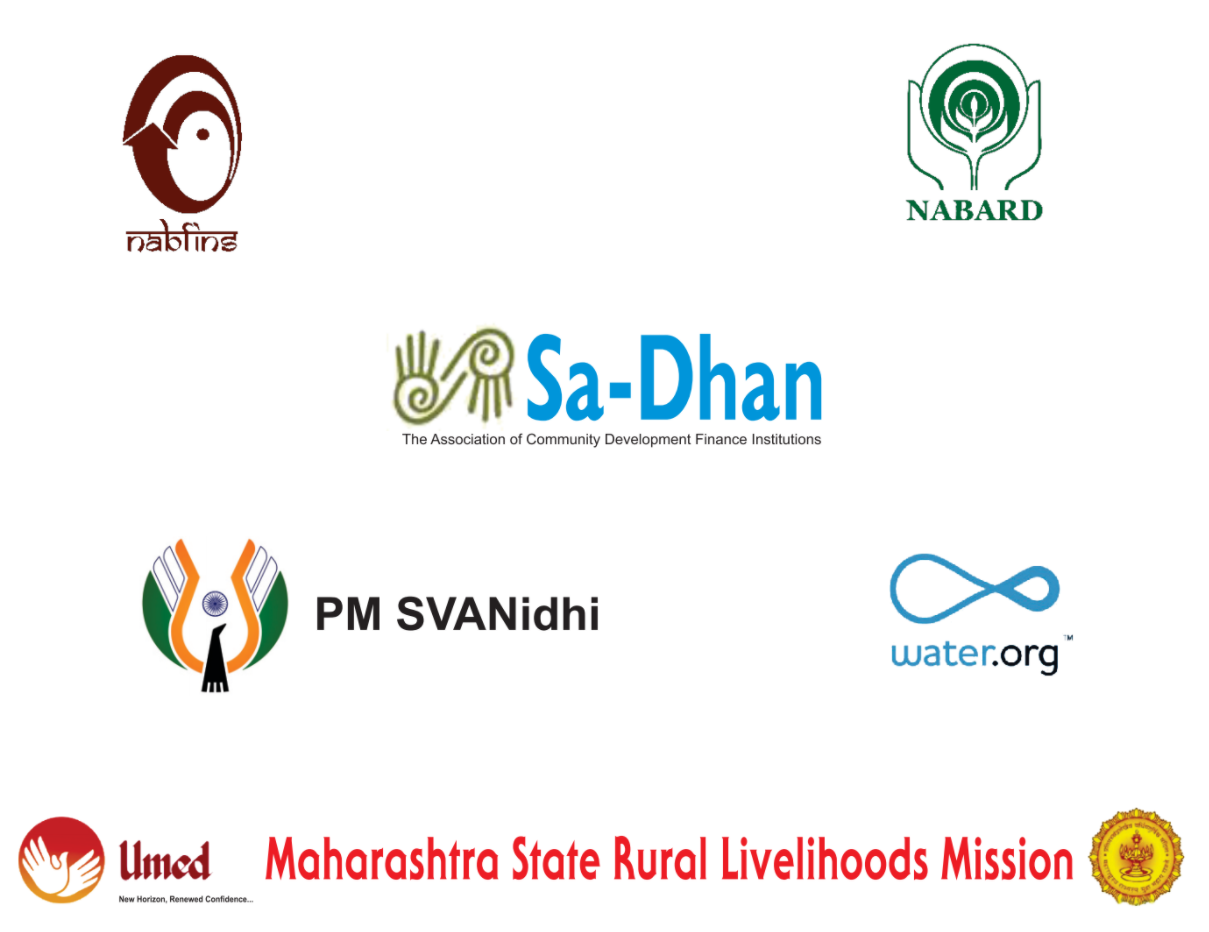 nabfins
NABARD
Sa-Dhan
The Association of Community Development Finance Institutions
PM SVANidhi
water.org™
Umed
New Horizon, Renewed Confidence...
Maharashtra State Rural Livelihoods Mission